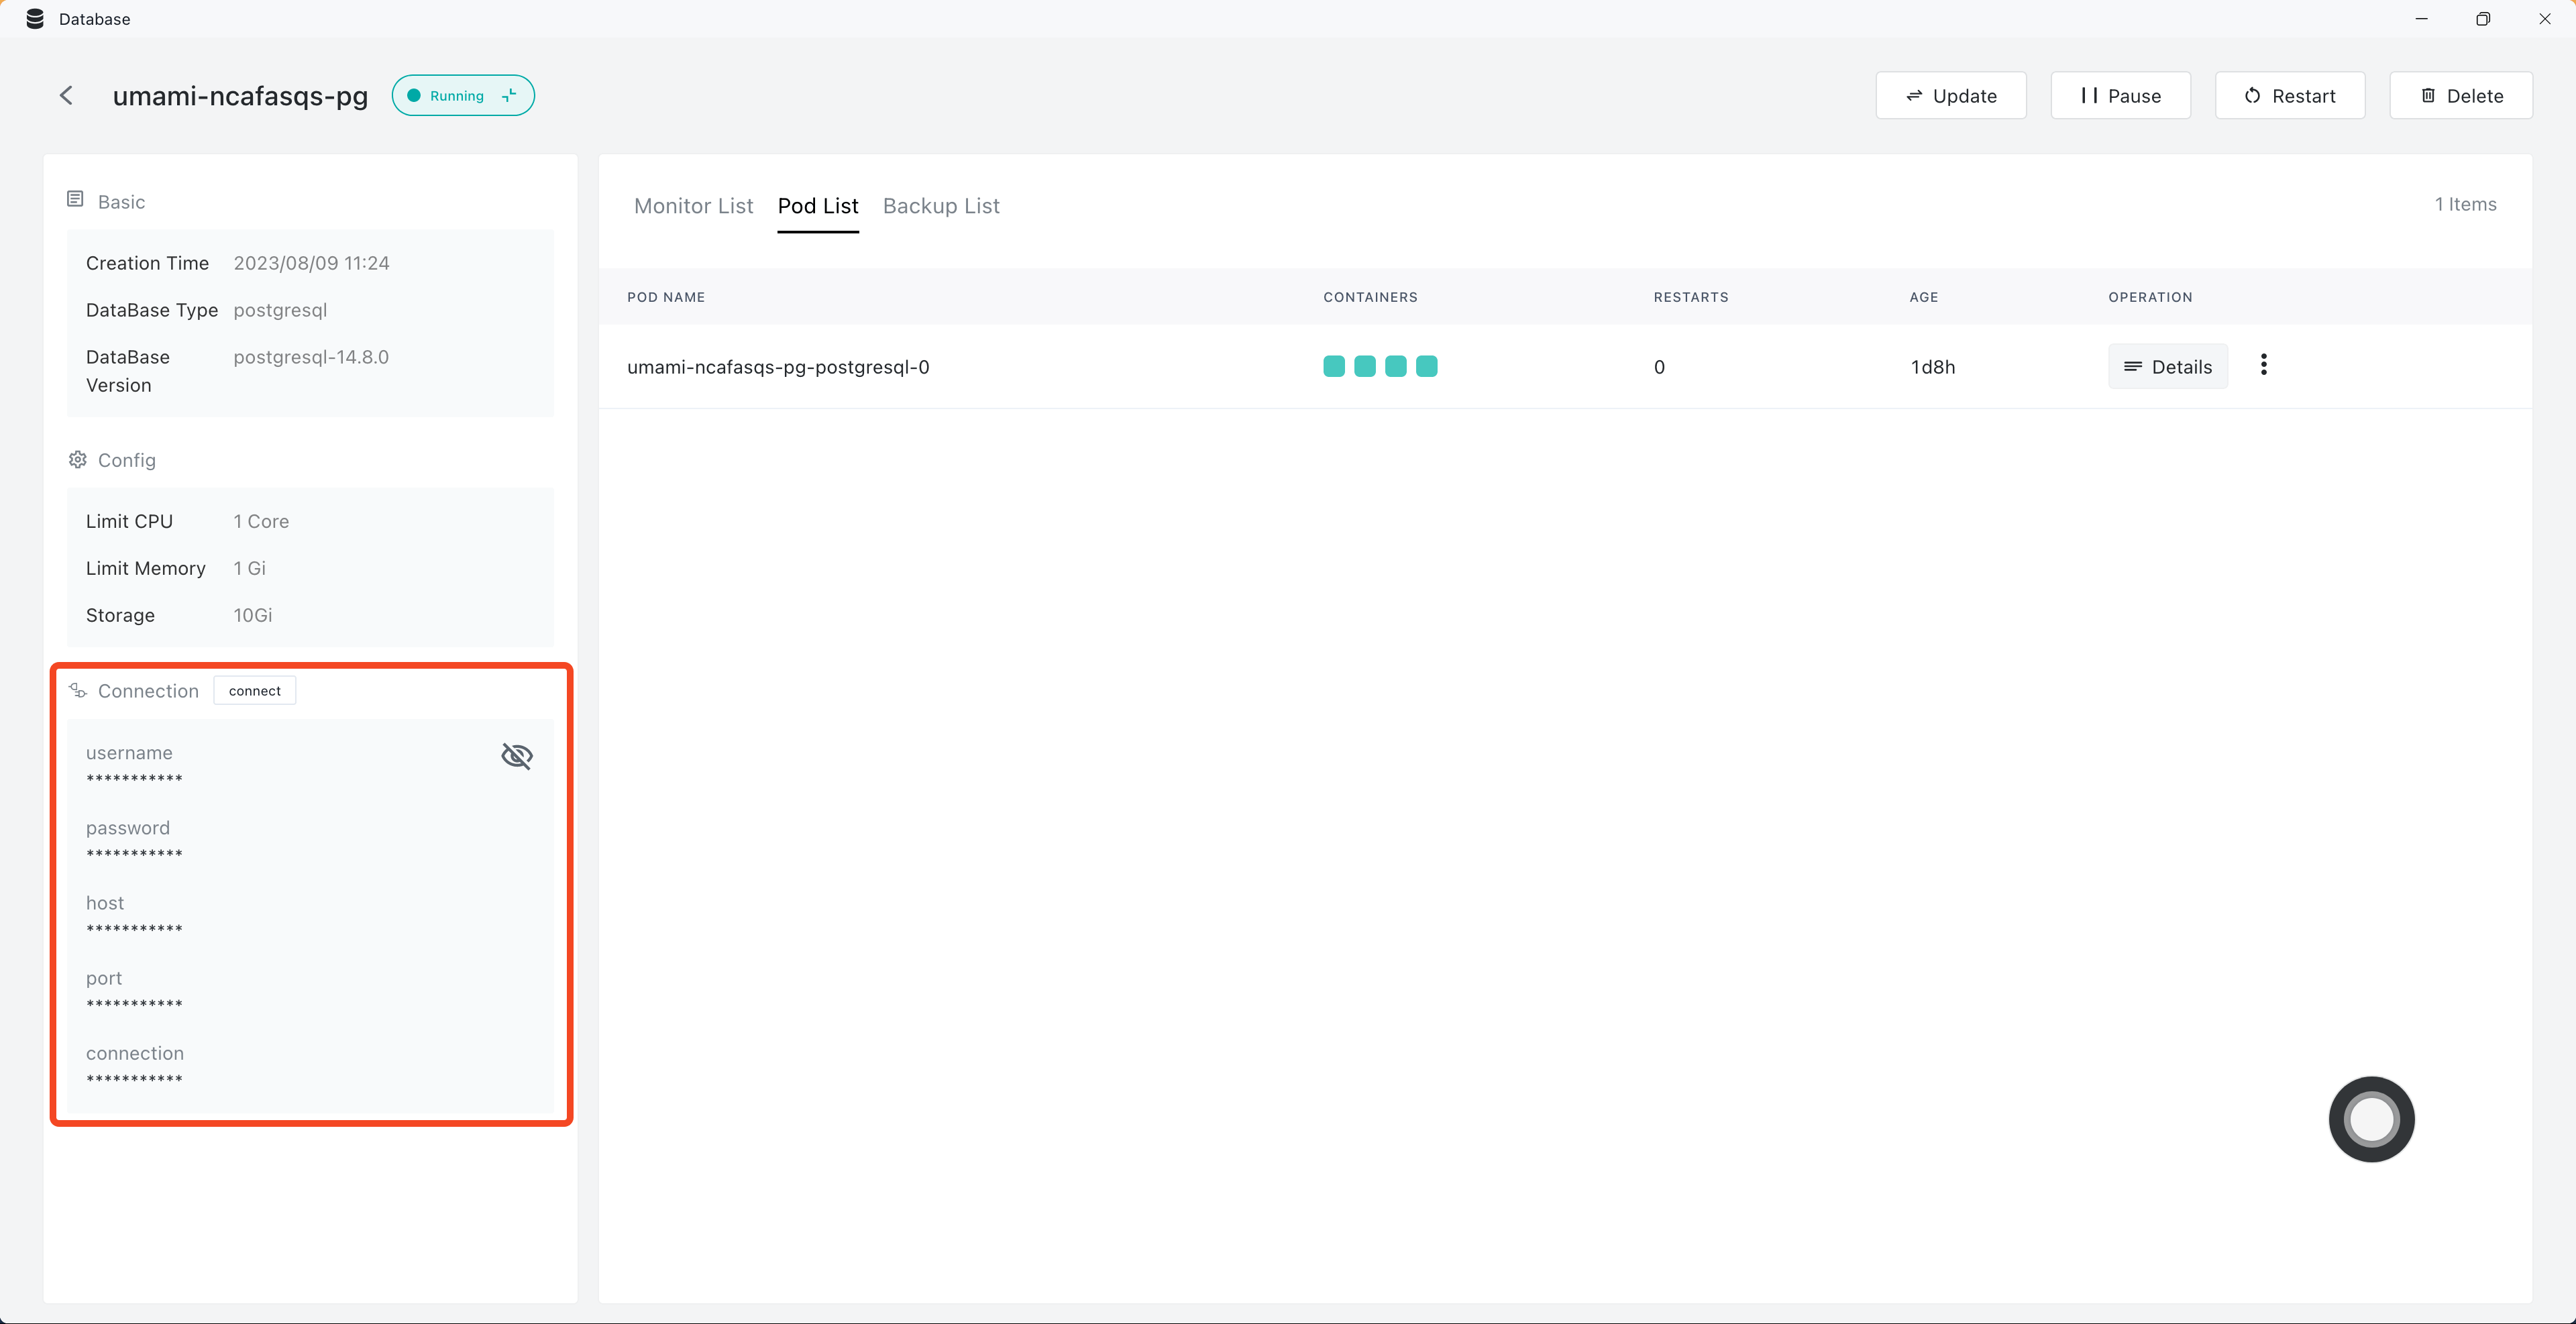 Database
umami-ncafasqs-pg
Running
Update
Pause
Restart
Delete
Basic
Creation Time 2023/08/09 11:24
DataBase Type postgresql
DataBase Version postgresql-14.8.0
Config
Limit CPU 1 Core
Limit Memory 1 Gi
Storage 10Gi
Connection connect
username
***********
password
***********
host
***********
port
***********
connection
***********
Monitor List Pod List Backup List
1 Items
POD NAME CONTAINERS RESTARTS AGE OPERATION
umami-ncafasqs-pg-postgresql-0 0 1d8h Details